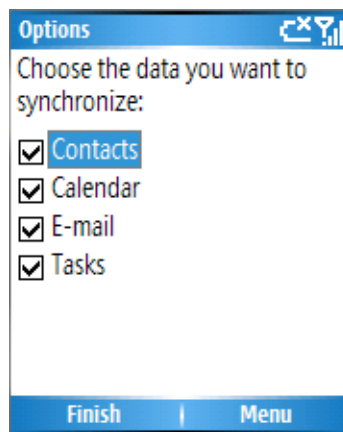 Options
Choose the data you want to
synchronize:
Contacts
Calendar
E-mail
Tasks
Finish Menu